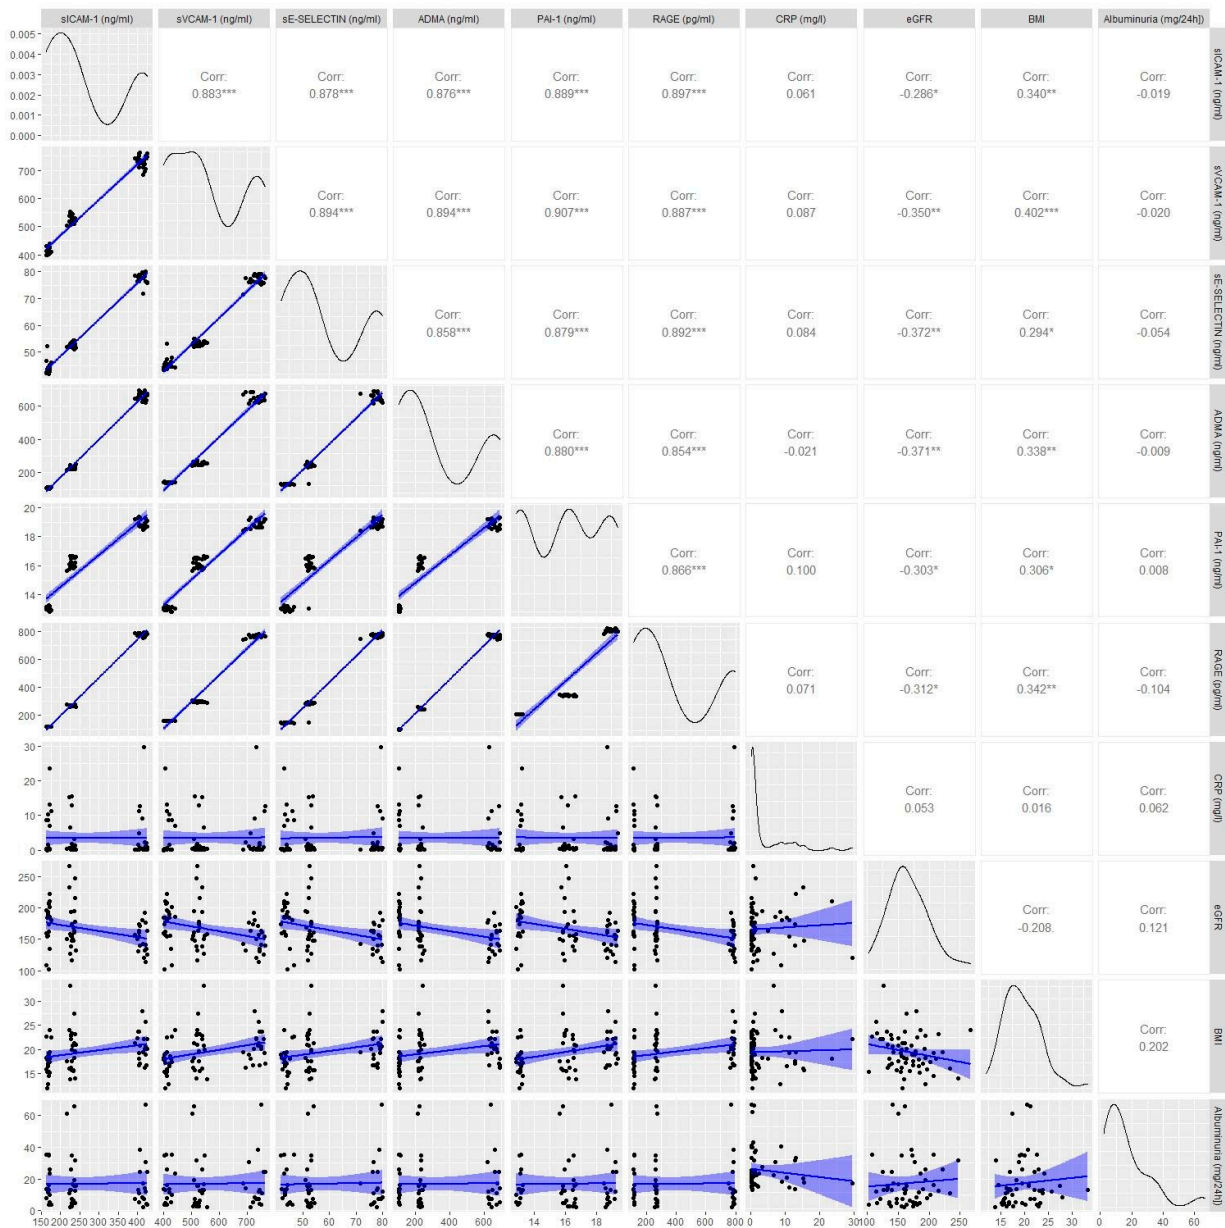 sICAM-1 (ng/ml) sVCAM-1 (ng/ml) sE-SELECTIN (ng/ml) ADMA (ng/ml) PAI-1 (ng/ml) RAGE (pg/ml) CRP (mg/l) eGFR BMI Albuminuria (mg/24h])
0.005
0.004
0.003
0.002
0.001
0.000
Corr: Corr: Corr: Corr: Corr: Corr: Corr: Corr: Corr:
0.883*** 0.878*** 0.876*** 0.889*** 0.897*** 0.061 -0.286* 0.340** -0.019
sICAM-1 (ng/ml)
700
600
500
400
Corr: Corr: Corr: Corr: Corr: Corr: Corr: Corr:
0.894*** 0.894*** 0.907*** 0.887*** 0.087 -0.350** 0.402*** -0.020
sVCAM-1 (ng/ml)
80
70
60
50
Corr: Corr: Corr: Corr: Corr: Corr: Corr:
0.858*** 0.879*** 0.892*** 0.084 -0.372** 0.294* -0.054
sE-SELECTIN (ng/ml)
600
400
200
Corr: Corr: Corr: Corr: Corr: Corr:
0.880*** 0.854*** -0.021 -0.371** 0.338** -0.009
ADMA (ng/ml)
20
18
16
14
Corr: Corr: Corr: Corr: Corr:
0.866*** 0.100 -0.303* 0.306* 0.008
PAI-1 (ng/ml)
800
600
400
200
Corr: Corr: Corr: Corr:
0.071 -0.312* 0.342** -0.104
RAGE (pg/ml)
30
20
10
0
Corr: Corr: Corr:
0.053 0.016 0.062
CRP (mg/l)
250
200
150
100
Corr: Corr:
-0.208. 0.121
eGFR
30
25
20
15
Corr:
0.202
BMI
60
40
20
0
Albuminuria (mg/24h])
150 200 250 300 350 400 400 500 600 700 50 60 70 80 200 400 600 14 16 18 20 200 400 600 800 0 10 20 30 100 150 200 250 15 20 25 30 0 20 40 60